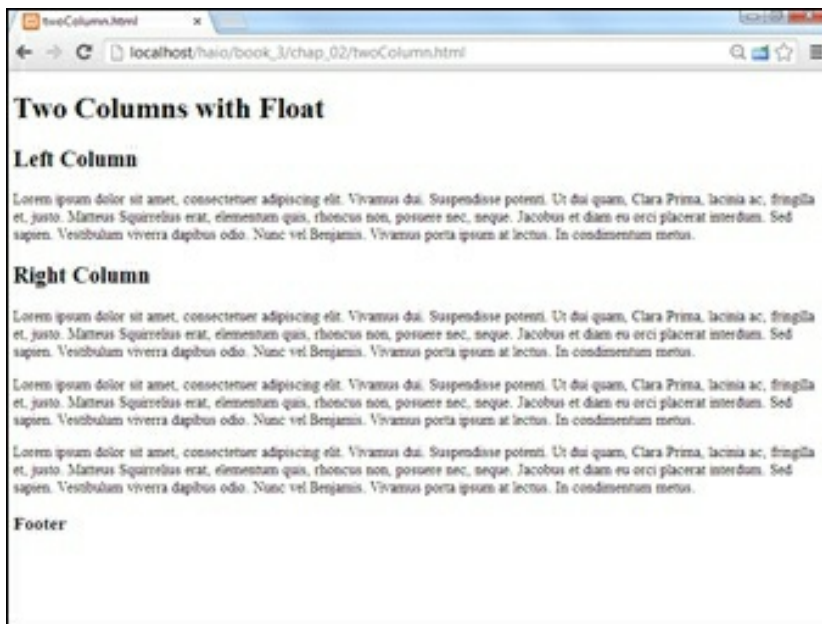 twoColumn.html
localhost/haio/book_3/chap_02/twoColumn.html
Two Columns with Float
Left Column
Lorem ipsum dolor sit amet, consectetuer adipiscing elit. Vivamus dui. Suspendisse potenti. Ut dui quam, Clara Prima, lacinia ac, fringilla
et, justo. Matteus Squirrelius erat, elementum quis, rhoncus non, posuere nec, neque. Jacobus et diam eu orci placerat interdum. Sed
sapien. Vestibulum viverra dapibus odio. Nunc vel Benjamis. Vivamus porta ipsum at lectus. In condimentum metus.
Right Column
Lorem ipsum dolor sit amet, consectetuer adipiscing elit. Vivamus dui. Suspendisse potenti. Ut dui quam, Clara Prima, lacinia ac, fringilla
et, justo. Matteus Squirrelius erat, elementum quis, rhoncus non, posuere nec, neque. Jacobus et diam eu orci placerat interdum. Sed
sapien. Vestibulum viverra dapibus odio. Nunc vel Benjamis. Vivamus porta ipsum at lectus. In condimentum metus.
Lorem ipsum dolor sit amet, consectetuer adipiscing elit. Vivamus dui. Suspendisse potenti. Ut dui quam, Clara Prima, lacinia ac, fringilla
et, justo. Matteus Squirrelius erat, elementum quis, rhoncus non, posuere nec, neque. Jacobus et diam eu orci placerat interdum. Sed
sapien. Vestibulum viverra dapibus odio. Nunc vel Benjamis. Vivamus porta ipsum at lectus. In condimentum metus.
Lorem ipsum dolor sit amet, consectetuer adipiscing elit. Vivamus dui. Suspendisse potenti. Ut dui quam, Clara Prima, lacinia ac, fringilla
et, justo. Matteus Squirrelius erat, elementum quis, rhoncus non, posuere nec, neque. Jacobus et diam eu orci placerat interdum. Sed
sapien. Vestibulum viverra dapibus odio. Nunc vel Benjamis. Vivamus porta ipsum at lectus. In condimentum metus.
Footer